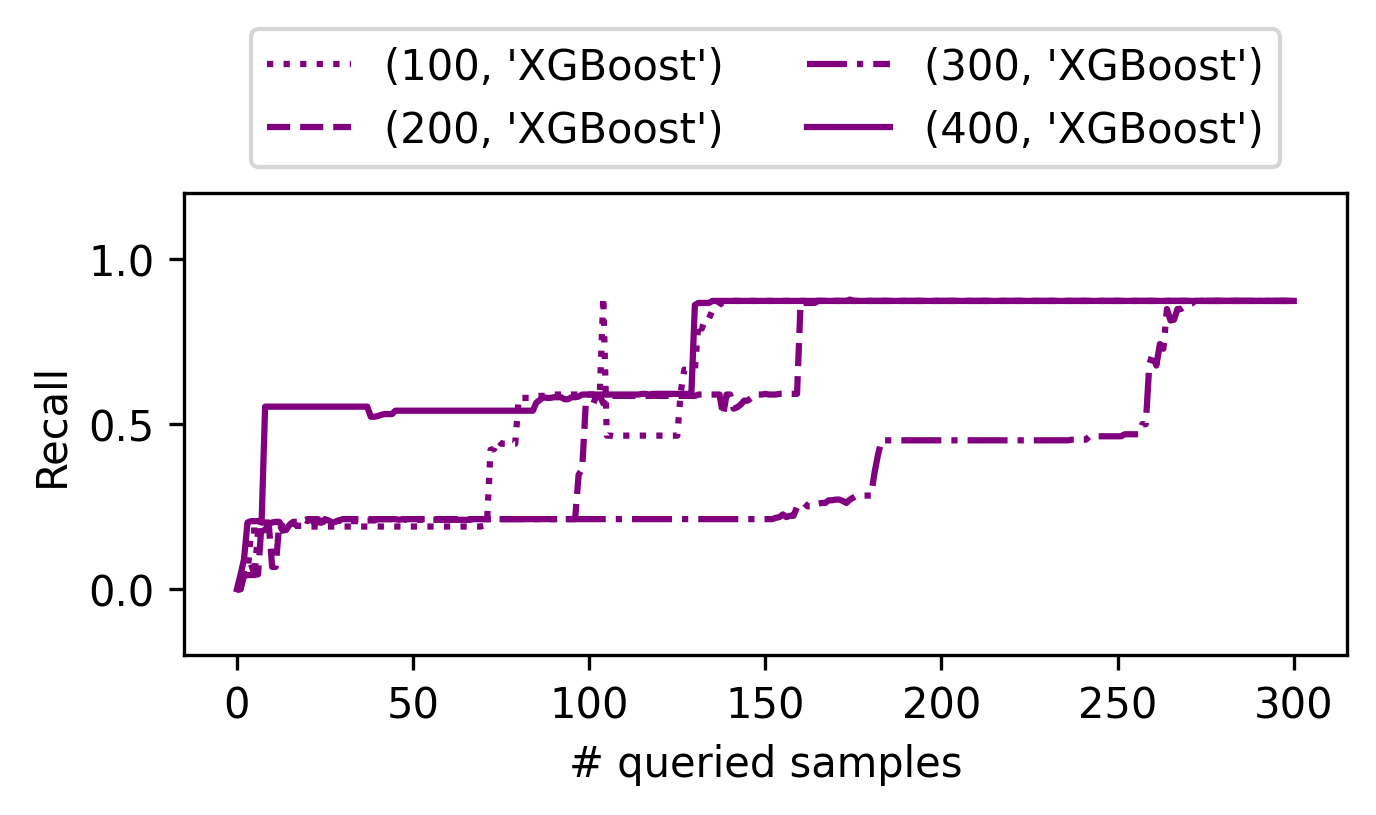 (100, 'XGBoost') (300, 'XGBoost')
(200, 'XGBoost') (400, 'XGBoost')
1.0
0.5
0.0
Recall
0 50 100 150 200 250 300
# queried samples